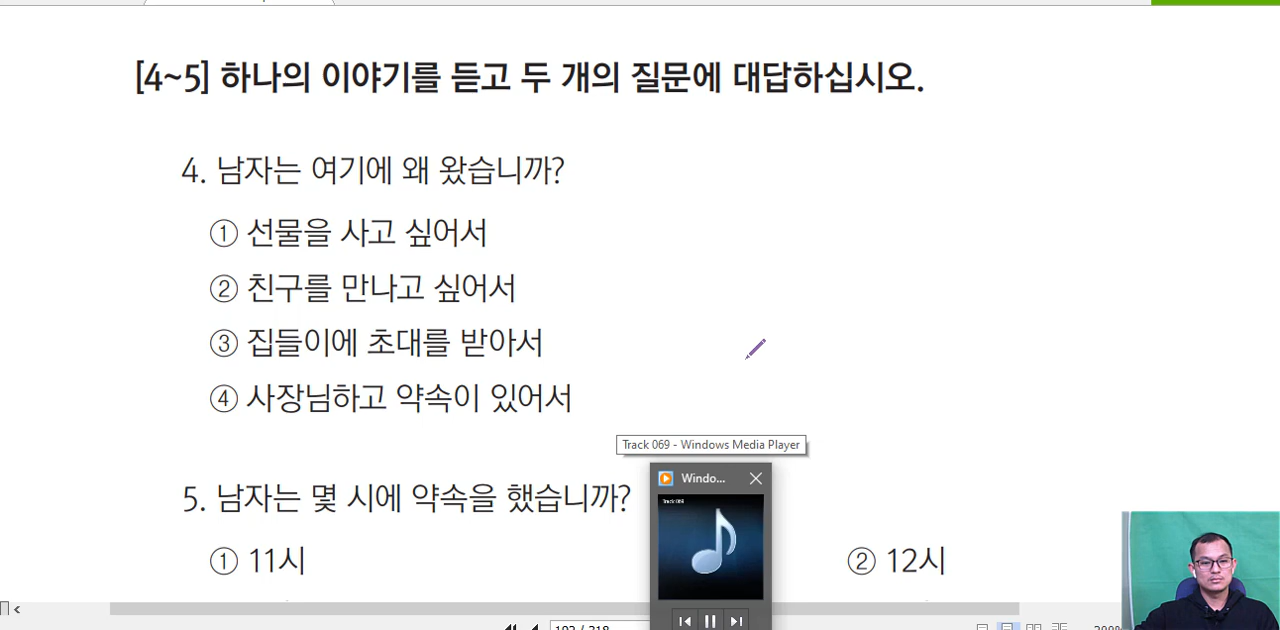 [4~5] 하나의 이야기를 듣고 두 개의 질문에 대답하십시오.
4. 남자는 여기에 왜 왔습니까?
① 선물을 사고 싶어서
② 친구를 만나고 싶어서
③ 집들이에 초대를 받아서
④ 사장님하고 약속이 있어서
Track 069 - Windows Media Player
Windo...
Track 069
5. 남자는 몇 시에 약속을 했습니까?
① 11시
② 12시